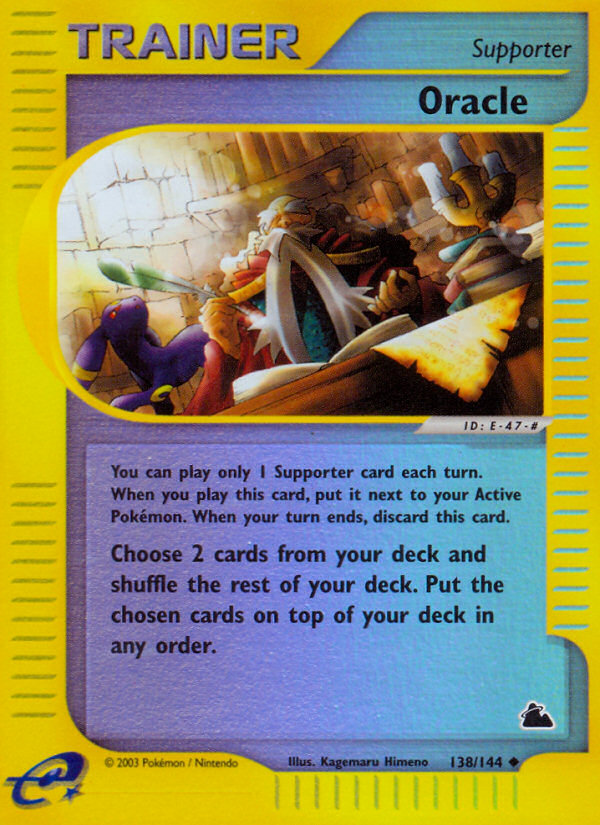 TRAINER
Supporter
Oracle
ID: E-47-#
You can play only 1 Supporter card each turn.
When you play this card, put it next to your Active
Pokémon. When your turn ends, discard this card.
Choose 2 cards from your deck and
shuffle the rest of your deck. Put the
chosen cards on top of your deck in
any order.
© 2003 Pokémon / Nintendo
Illus. Kagemaru Himeno
138/144 ◆
e